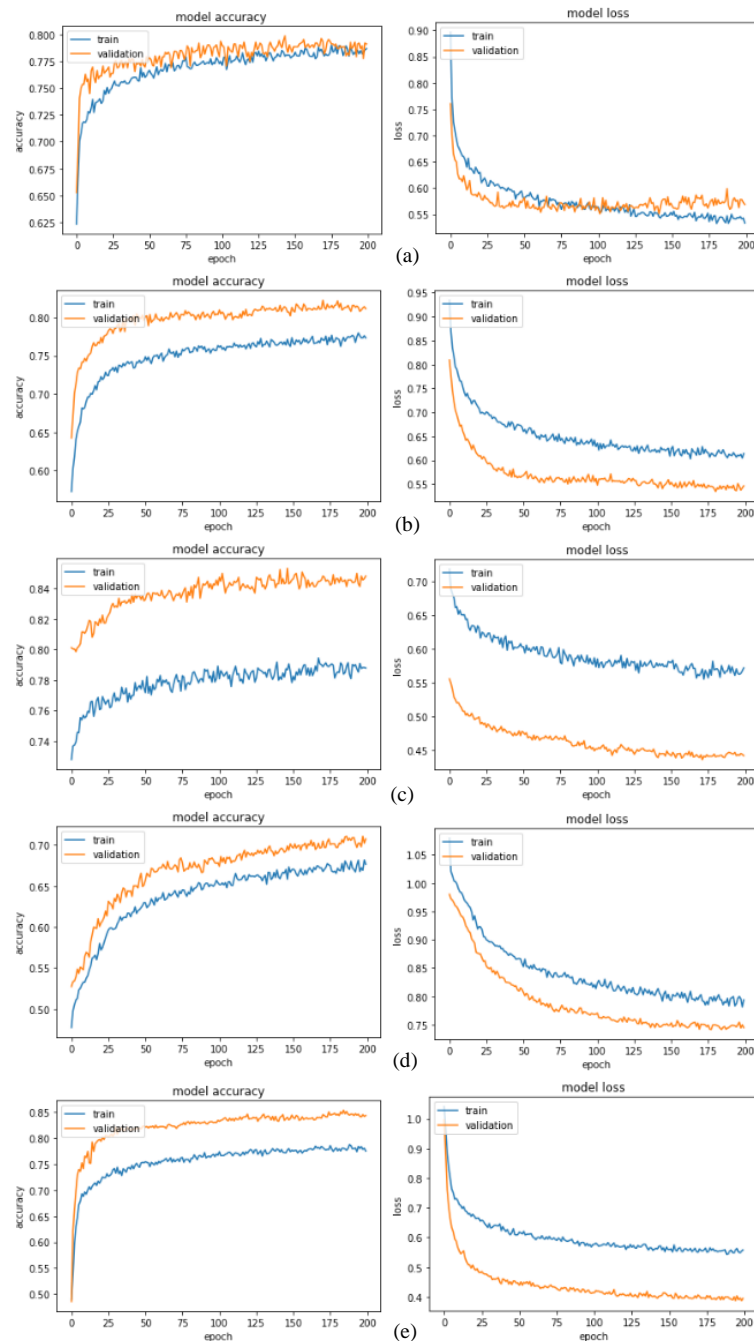 model accuracy
train
validation
accuracy
0.800
0.775
0.750
0.725
0.700
0.675
0.650
0.625
0 25 50 75 100 125 150 175 200
epoch
model loss
train
validation
loss
0.90
0.85
0.80
0.75
0.70
0.65
0.60
0.55
0 25 50 75 100 125 150 175 200
epoch
(a)
model accuracy
train
validation
accuracy
0.80
0.75
0.70
0.65
0.60
0 25 50 75 100 125 150 175 200
epoch
model loss
train
validation
loss
0.95
0.90
0.85
0.80
0.75
0.70
0.65
0.60
0.55
0 25 50 75 100 125 150 175 200
epoch
(b)
model accuracy
train
validation
accuracy
0.84
0.82
0.80
0.78
0.76
0.74
0 25 50 75 100 125 150 175 200
epoch
model loss
train
validation
loss
0.70
0.65
0.60
0.55
0.50
0.45
0 25 50 75 100 125 150 175 200
epoch
(c)
model accuracy
train
validation
accuracy
0.70
0.65
0.60
0.55
0.50
0 25 50 75 100 125 150 175 200
epoch
model loss
train
validation
loss
1.05
1.00
0.95
0.90
0.85
0.80
0.75
0 25 50 75 100 125 150 175 200
epoch
(d)
model accuracy
train
validation
accuracy
0.85
0.80
0.75
0.70
0.65
0.60
0.55
0.50
0 25 50 75 100 125 150 175 200
epoch
model loss
train
validation
loss
1.0
0.9
0.8
0.7
0.6
0.5
0.4
0 25 50 75 100 125 150 175 200
epoch
(e)